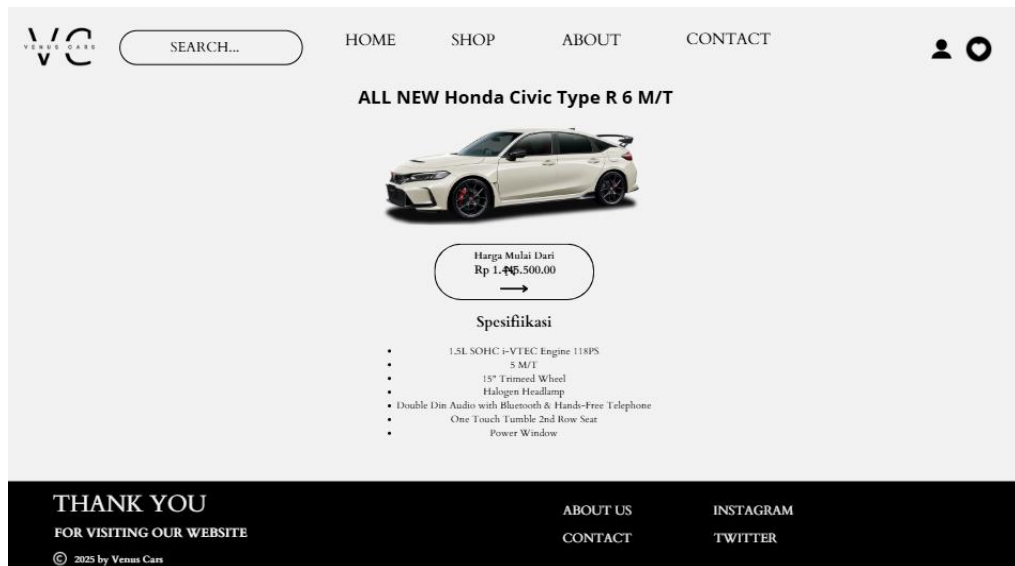 VC
VENUS CARS
SEARCH...
HOME
SHOP
ABOUT
CONTACT
ALL NEW Honda Civic Type R 6 M/T
Harga Mulai Dari
Rp
Spesifiikasi
1.5L SOHC i-VTEC Engine 118PS
5 M/T
15" Trimeed Wheel
Halogen Headlamp
Double Din Audio with Bluetooth & Hands-Free Telephone
One Touch Tumble 2nd Row Seat
Power Window
THANK YOU
FOR VISITING OUR WEBSITE
© 2025 by Venus Cars
ABOUT US
INSTAGRAM
CONTACT
TWITTER